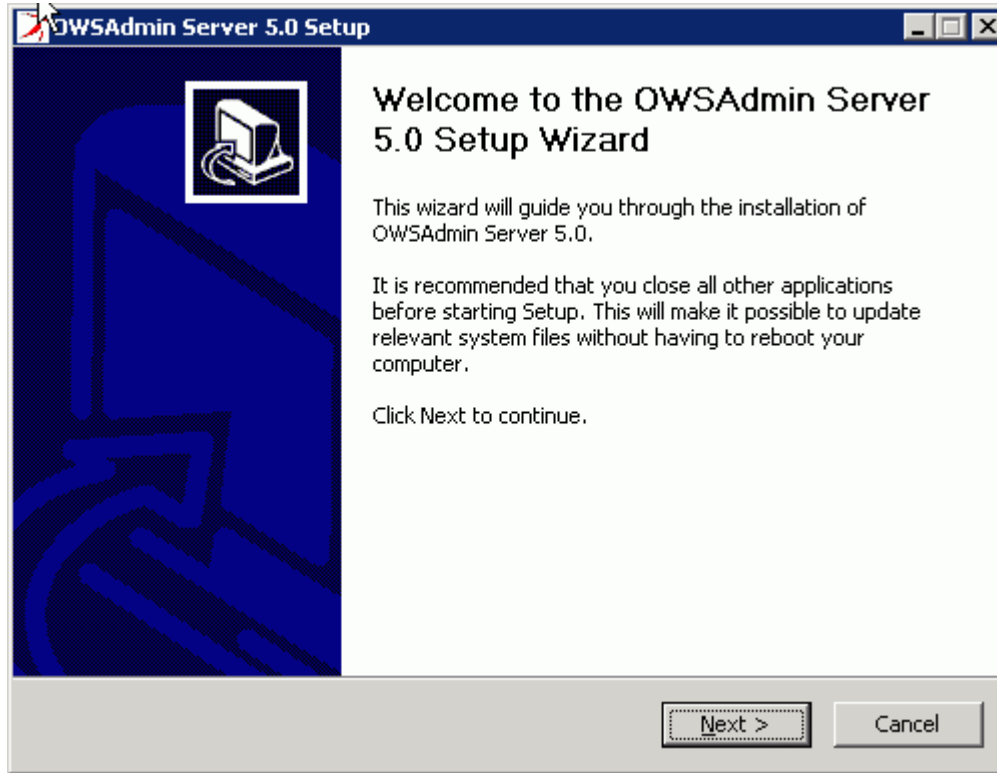 OWSAdmin Server 5.0 Setup
Welcome to the OWSAdmin Server
5.0 Setup Wizard
This wizard will guide you through the installation of
OWSAdmin Server 5.0.
It is recommended that you close all other applications
before starting Setup. This will make it possible to update
relevant system files without having to reboot your
computer.
Click Next to continue.
Next >
Cancel